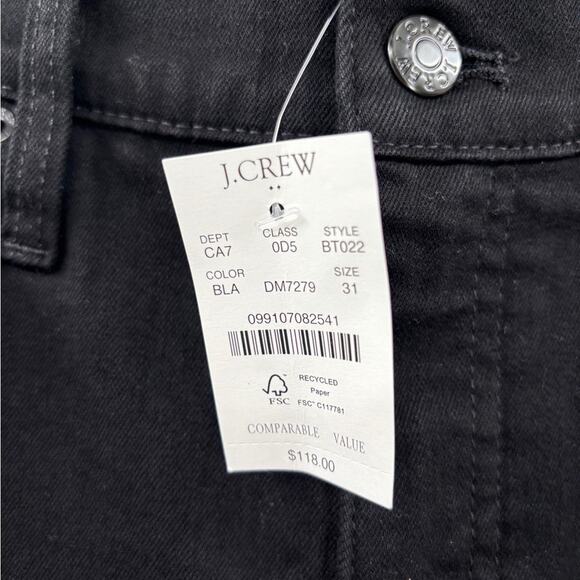 J.CREW J.CREW
J.CREW
DEPT CLASS STYLE
CA7 0D5 BT022
COLOR SIZE
BLA DM7279 31
099107082541
RECYCLED
Paper
FSC FSC® C117781
COMPARABLE VALUE
$118.00